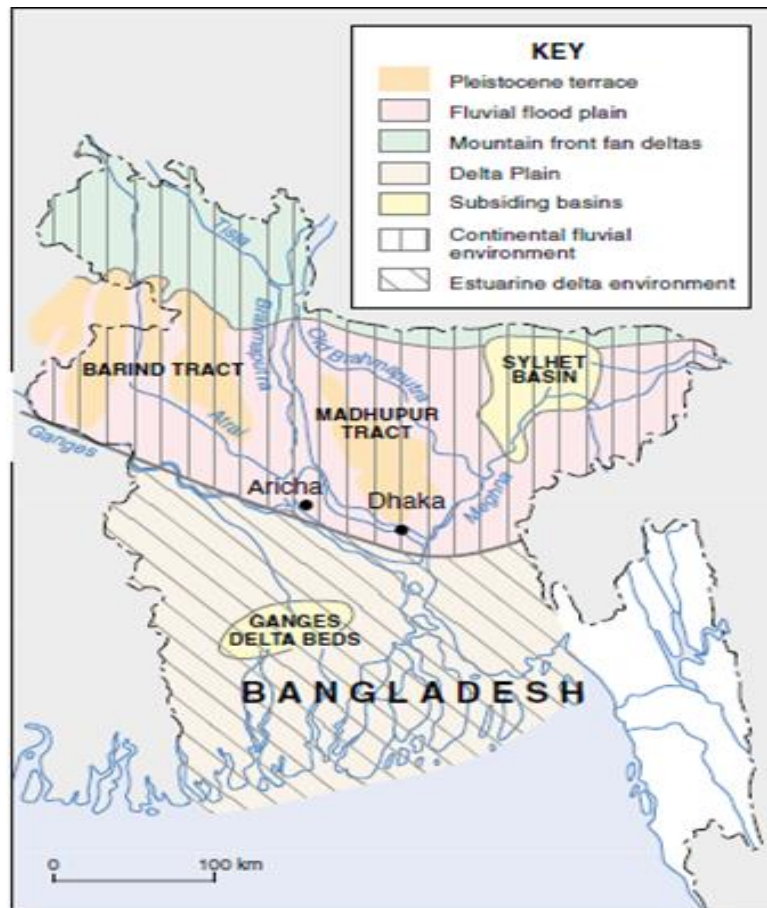 KEY
Pleistocene terrace
Fluvial flood plain
Mountain front fan deltas
Delta Plain
Subsiding basins
Continental fluvial
environment
Estuarine delta environment
Tista
Brahmaputra
Old Brahmaputra
SYLHET
BASIN
BARIND TRACT
MADHUPUR
TRACT
Atrai
Ganges
Aricha
Dhaka
Meghna
GANGES
DELTA BEDS
BANGLADESH
0
100 km